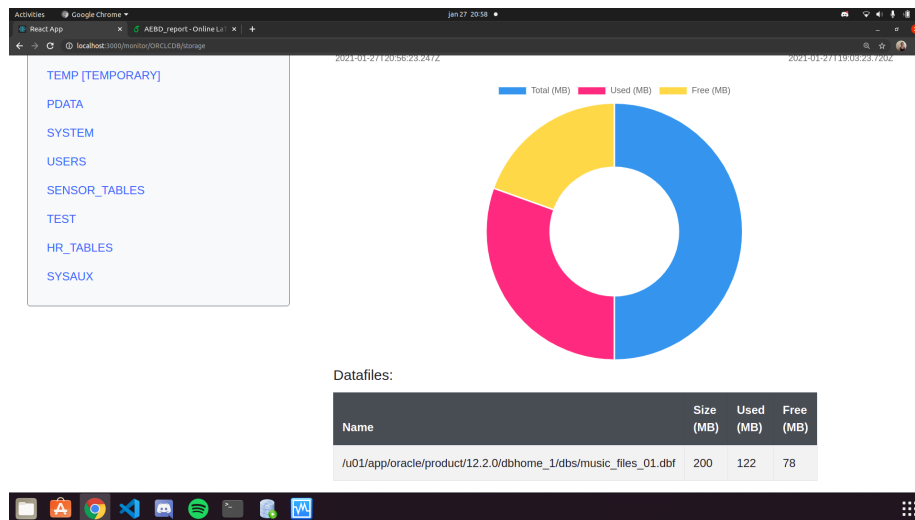 Activities Google Chrome ▾ Jan 27 20:58 ●
React App × AEBD_report - Online La × +
localhost:3000/monitor/ORCLCDB/storage
2021-01-27T20:56:23.247Z 2021-01-27T19:03:23.720Z
TEMP [TEMPORARY]
PDATA
SYSTEM
USERS
SENSOR_TABLES
TEST
HR_TABLES
SYSAUX
Total (MB) Used (MB) Free (MB)
Datafiles:
Name Size (MB) Used (MB) Free (MB)
/u01/app/oracle/product/12.2.0/dbhome_1/dbs/music_files_01.dbf 200 122 78